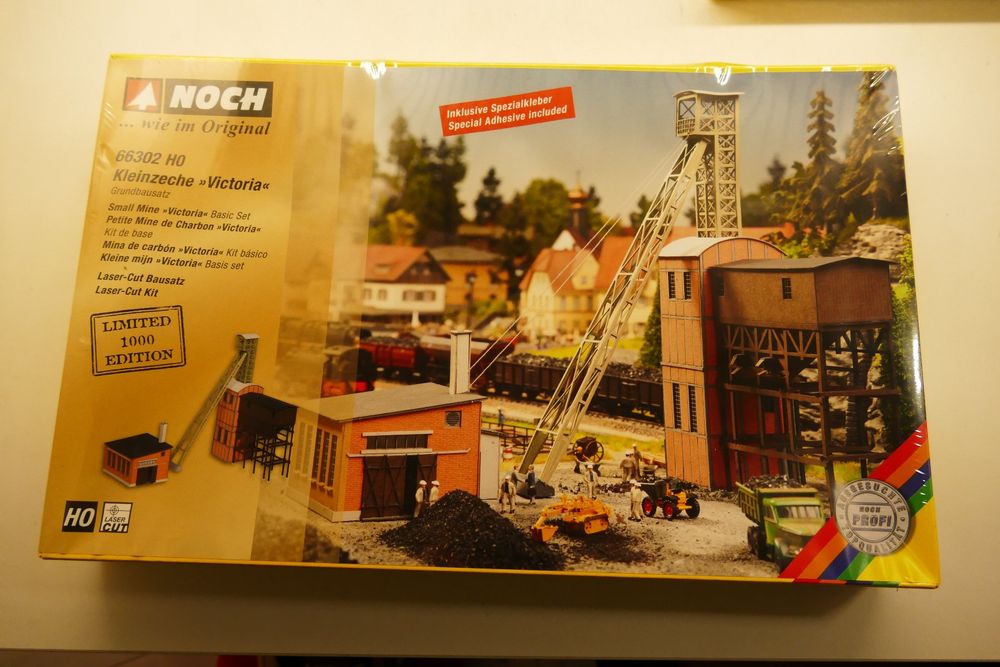 NOCH
... wie im Original
66302 H0
Kleinzeche »Victoria«
Grundbausatz
Small Mine »Victoria« Basic Set
Petite Mine de Charbon »Victoria«
Kit de base
Mina de carbón »Victoria« Kit básico
Kleine mijn »Victoria« Basis set
Laser-Cut Bausatz
Laser-Cut Kit
LIMITED
1000
EDITION
H0
LASER
CUT
Inklusive Spezialkleber
Special Adhesive included
AUSGESUCHTE
NOCH
PROFI
TOPQUALITÄT